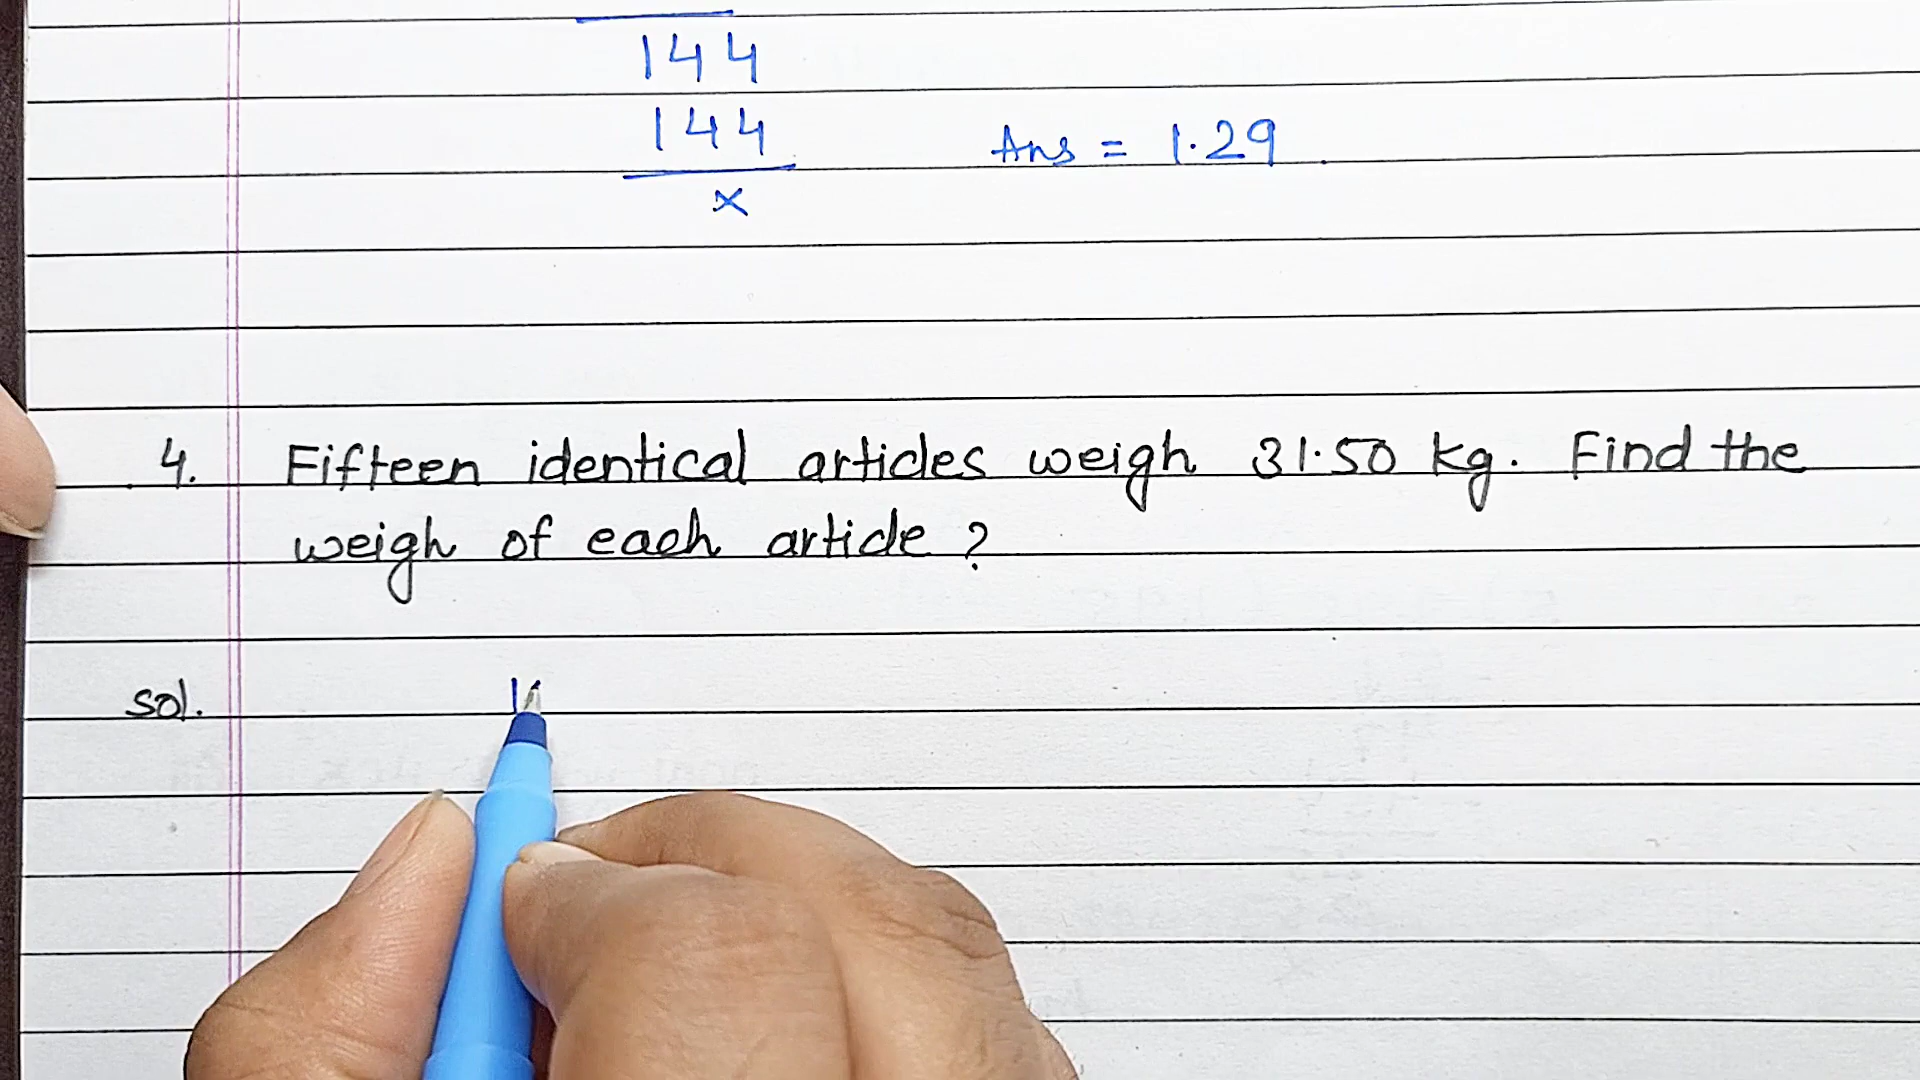 144
144
Ans = 1.29
x
4. Fifteen identical articles weigh 31.50 kg. Find the
weigh of each article ?
sol. 1